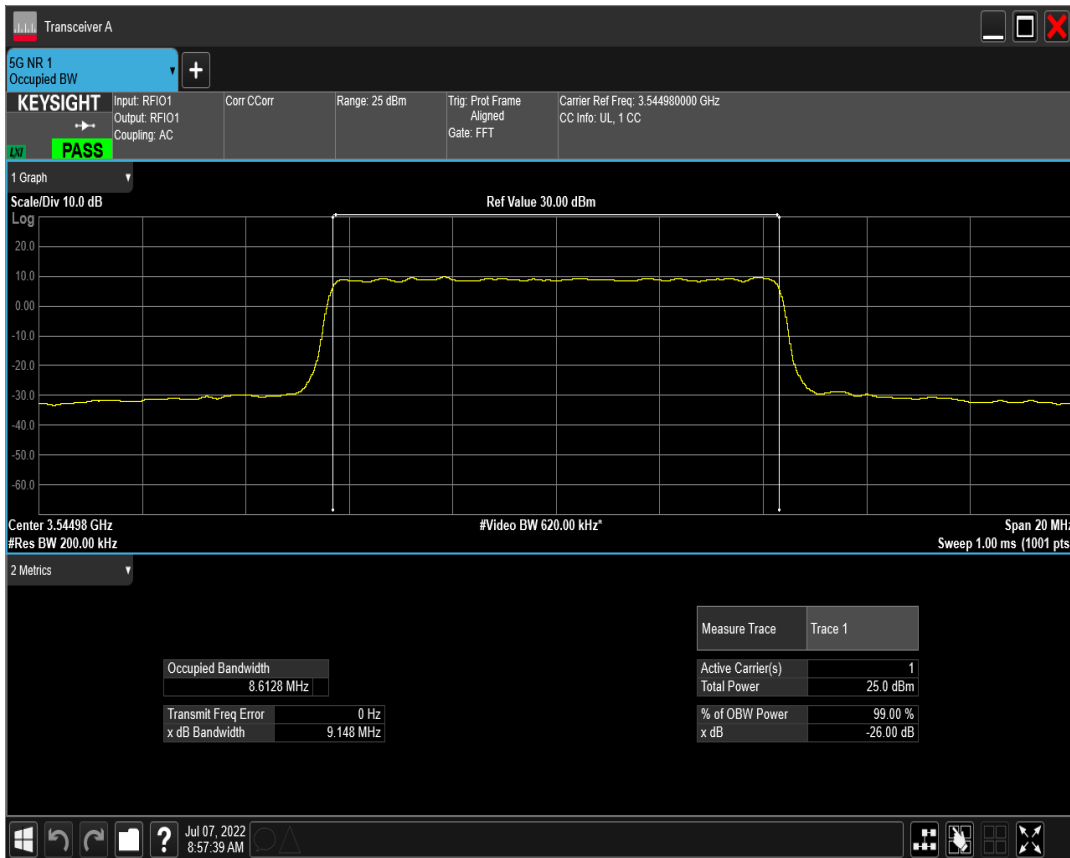 Transceiver A
5G NR 1
Occupied BW
+
KEYSIGHT
LXI
PASS
Input: RFIO1
Output: RFIO1
Coupling: AC
Corr CCorr
Range: 25 dBm
Trig: Prot Frame
Aligned
Gate: FFT
Carrier Ref Freq: 3.544980000 GHz
CC Info: UL, 1 CC
1 Graph
Scale/Div 10.0 dB
Ref Value 30.00 dBm
Log
20.0
10.0
0.00
-10.0
-20.0
-30.0
-40.0
-50.0
-60.0
Center 3.54498 GHz
#Video BW 620.00 kHz*
Span 20 MHz
#Res BW 200.00 kHz
Sweep 1.00 ms (1001 pts
2 Metrics
Measure Trace Trace 1
Occupied Bandwidth
8.6128 MHz
Active Carrier(s) 1
Total Power 25.0 dBm
Transmit Freq Error 0 Hz
x dB Bandwidth 9.148 MHz
% of OBW Power 99.00 %
x dB -26.00 dB
?
Jul 07, 2022
8:57:39 AM